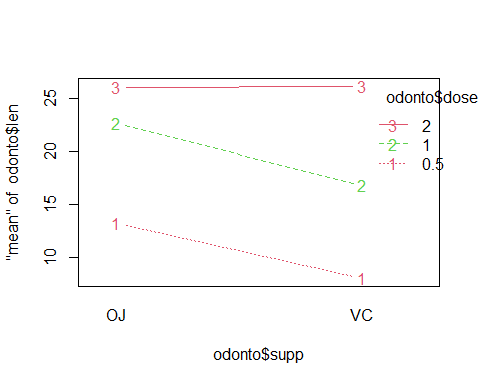 "mean" of  odonto$len
25
20
15
10
3 3
2 2
1 1
odonto$dose
3 2
2 1
1 0.5
OJ VC
odonto$supp